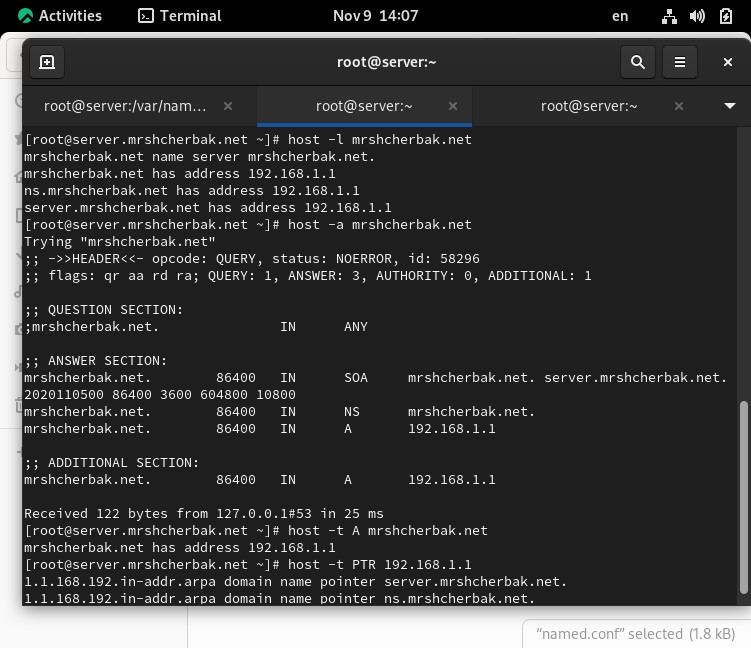 Activities Terminal Nov 9 14:07 en
root@server:~
root@server:/var/nam… root@server:~ root@server:~
[root@server.mrshcherbak.net ~]# host -l mrshcherbak.net
mrshcherbak.net name server mrshcherbak.net.
mrshcherbak.net has address 192.168.1.1
ns.mrshcherbak.net has address 192.168.1.1
server.mrshcherbak.net has address 192.168.1.1
[root@server.mrshcherbak.net ~]# host -a mrshcherbak.net
Trying "mrshcherbak.net"
;; ->>HEADER<<- opcode: QUERY, status: NOERROR, id: 58296
;; flags: qr aa rd ra; QUERY: 1, ANSWER: 3, AUTHORITY: 0, ADDITIONAL: 1
;; QUESTION SECTION:
;mrshcherbak.net. IN ANY
;; ANSWER SECTION:
mrshcherbak.net. 86400 IN SOA mrshcherbak.net. server.mrshcherbak.net.
2020110500 86400 3600 604800 10800
mrshcherbak.net. 86400 IN NS mrshcherbak.net.
mrshcherbak.net. 86400 IN A 192.168.1.1
;; ADDITIONAL SECTION:
mrshcherbak.net. 86400 IN A 192.168.1.1
Received 122 bytes from 127.0.0.1#53 in 25 ms
[root@server.mrshcherbak.net ~]# host -t A mrshcherbak.net
mrshcherbak.net has address 192.168.1.1
[root@server.mrshcherbak.net ~]# host -t PTR 192.168.1.1
1.1.168.192.in-addr.arpa domain name pointer server.mrshcherbak.net.
1.1.168.192.in-addr.arpa domain name pointer ns.mrshcherbak.net.
“named.conf” selected (1.8 kB)